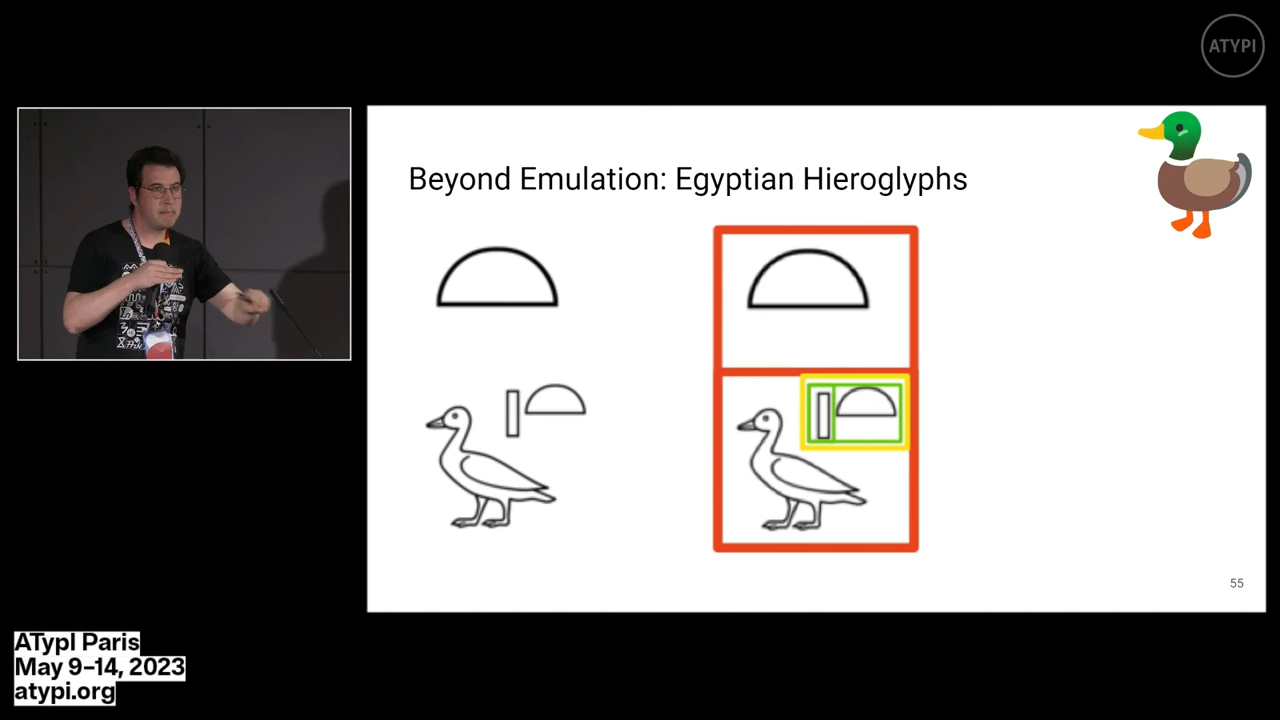 ATYPI
Beyond Emulation: Egyptian Hieroglyphs
55
ATypI Paris
May 9–14, 2023
atypi.org